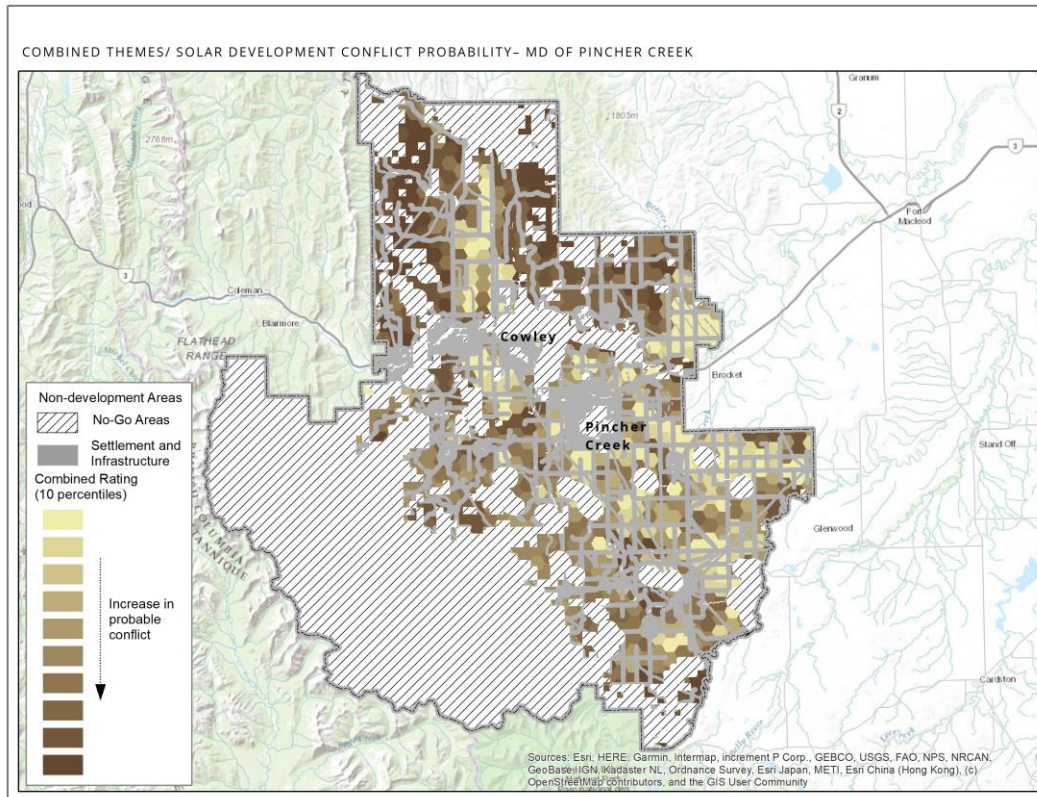 COMBINED THEMES/ SOLAR DEVELOPMENT CONFLICT PROBABILITY– MD OF PINCHER CREEK
Granum
1805m
2768m
2
3
Fort
Macleod
3
Coleman
Blairmore
FLATHEAD
RANGE
Cowley
Brocket
Pincher
Creek
Stand Off
Glenwood
Cardston
Non-development Areas
No-Go Areas
Settlement and
Infrastructure
Combined Rating
(10 percentiles)
Increase in
probable
conflict
Sources: Esri, HERE, Garmin, Intermap, increment P Corp., GEBCO, USGS, FAO, NPS, NRCAN,
GeoBase, IGN, Kadaster NL, Ordnance Survey, Esri Japan, METI, Esri China (Hong Kong), (c)
OpenStreetMap contributors, and the GIS User Community